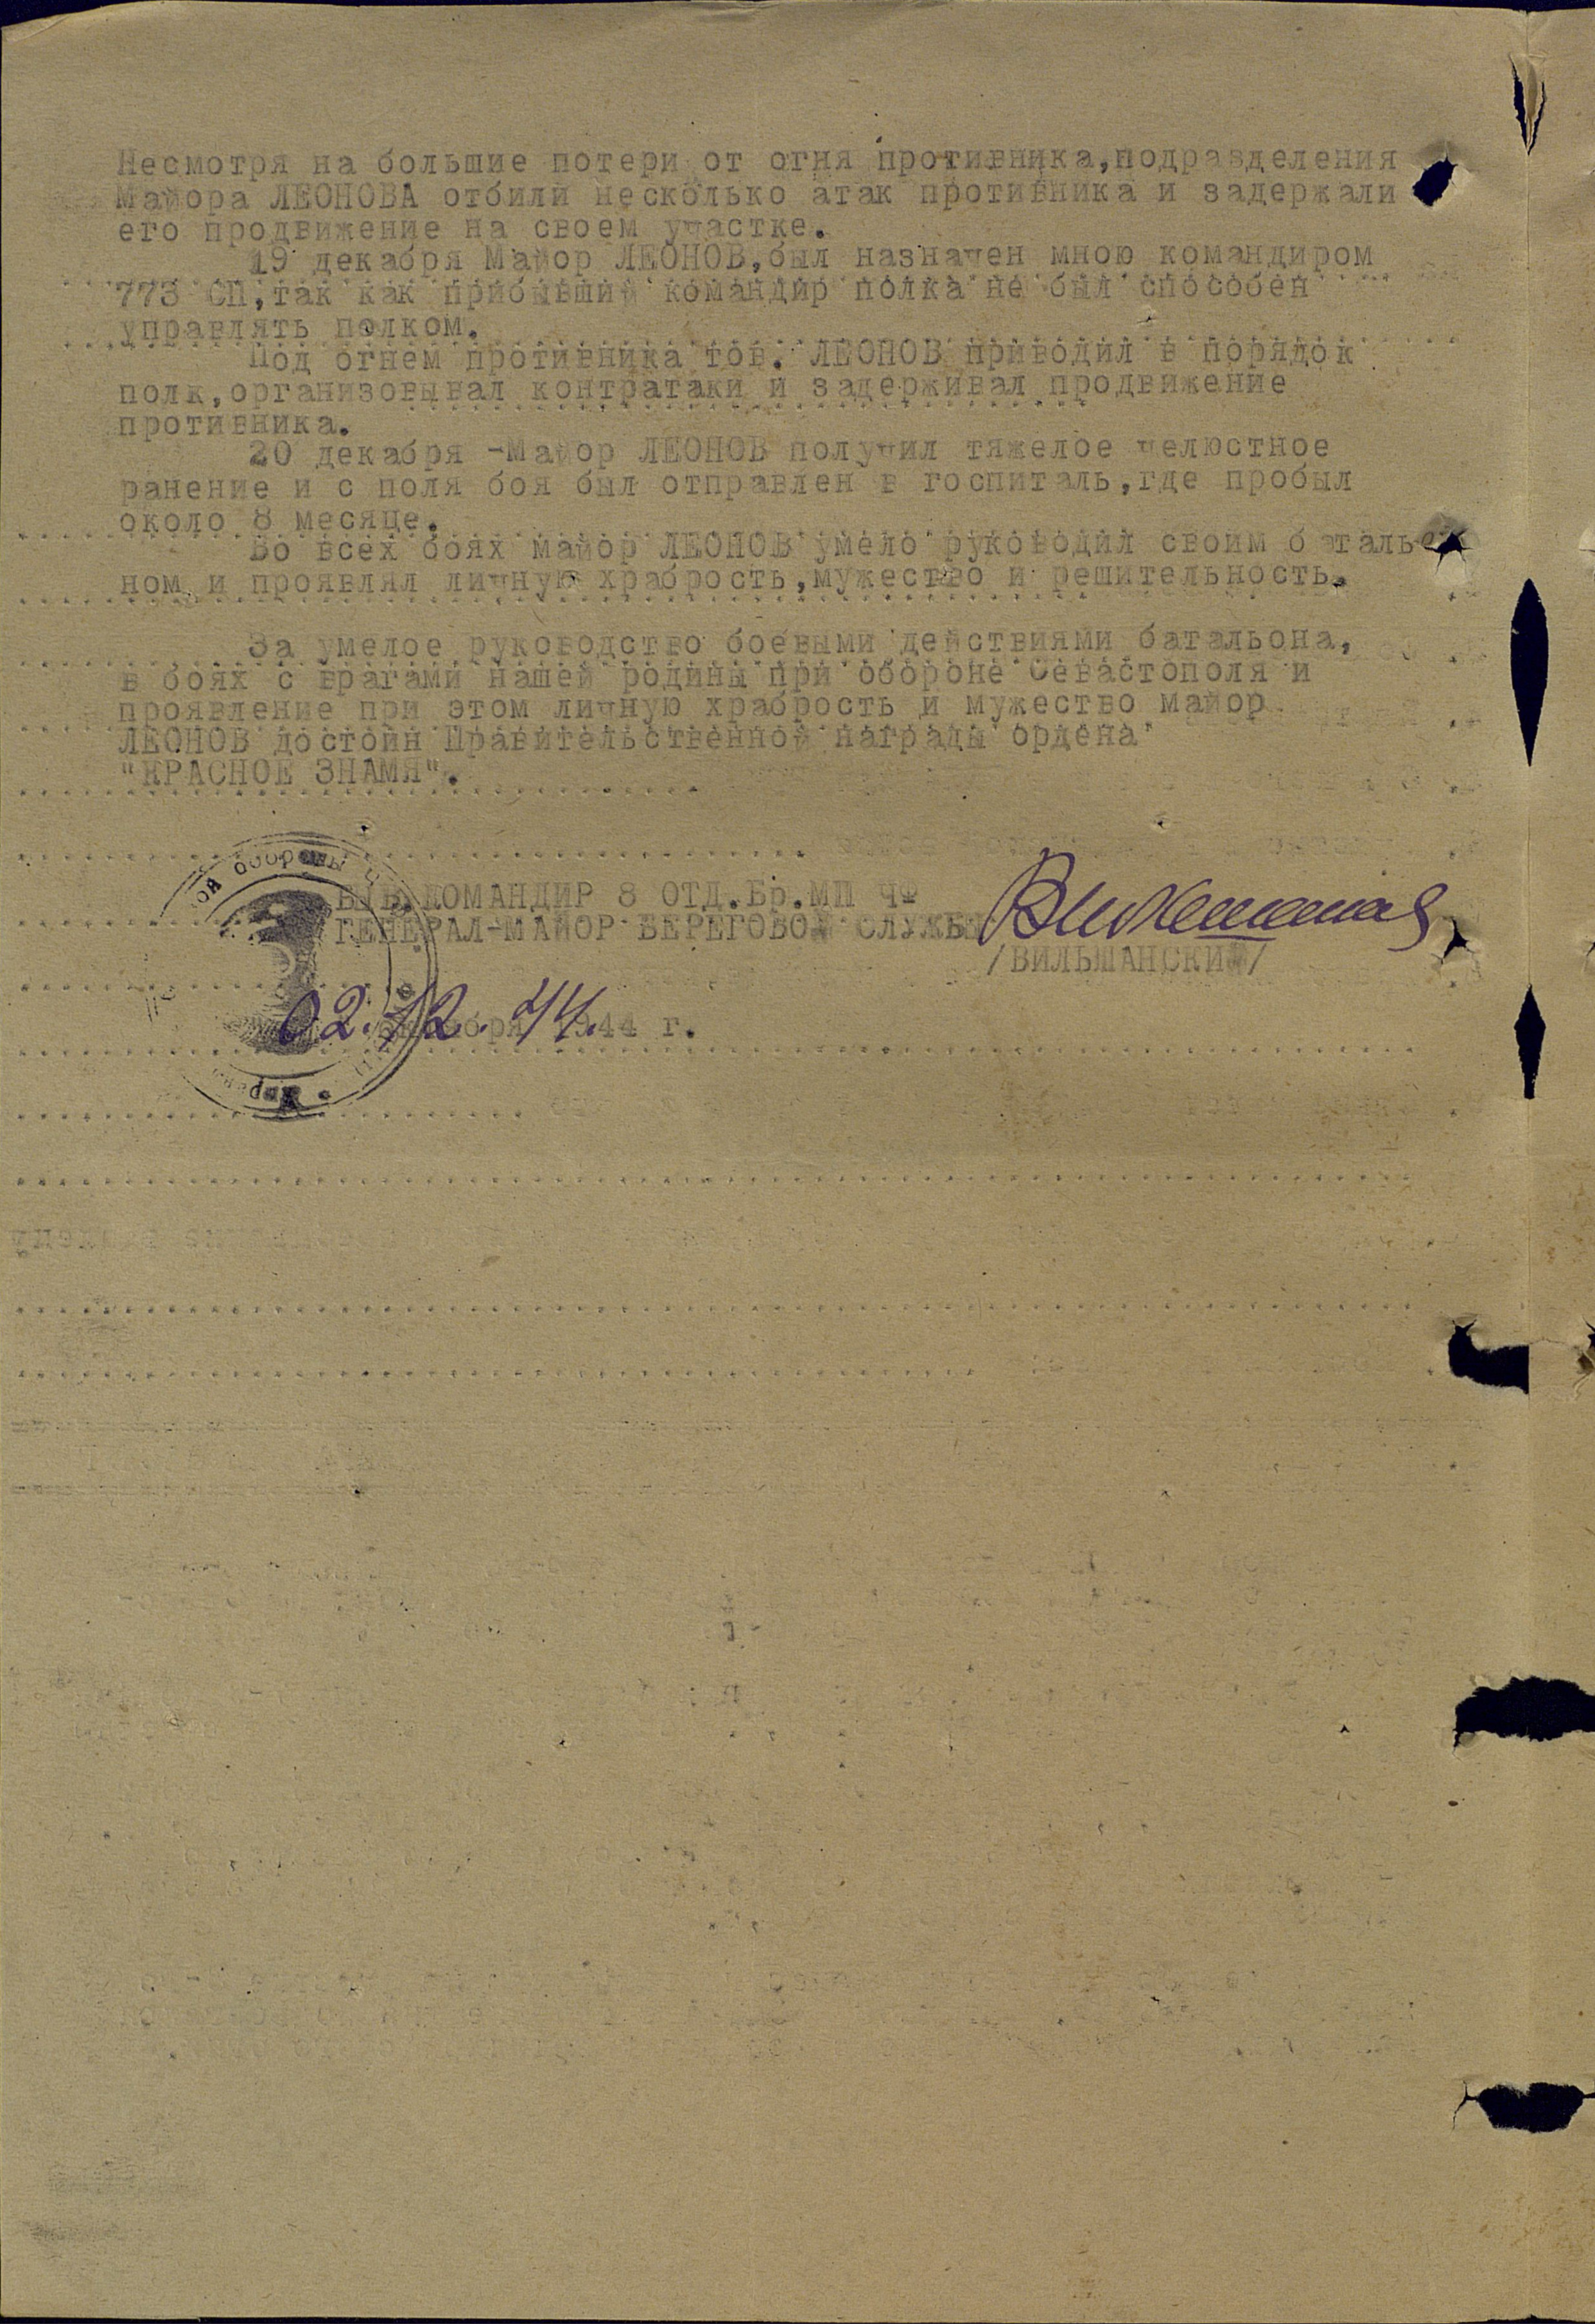 Несмотря на большие потери от огня противника,подразделения
Майора ЛЕОНОВА отбили несколько атак противника и задержали
его продвижение на своем участке.
19 декабря Майор ЛЕОНОВ,был назначен мною командиром
773 СП,так как прибывший командир полка не был способен
управлять полком.
Под огнем противника тов. ЛЕОНОВ приводил в порядок
полк,организовывал контратаки и задерживал продвижение
противника.
20 декабря -Майор ЛЕОНОВ получил тяжелое челюстное
ранение и с поля боя был отправлен в госпиталь,где пробыл
около 8 месяце.
Во всех боях майор ЛЕОНОВ умело руководил своим батальо
ном и проявлял личную храбрость,мужество и решительность.
За умелое руководство боевыми действиями батальона,
в боях с врагами нашей родины при обороне Севастополя и
проявление при этом личную храбрость и мужество майор
ЛЕОНОВ достоин Правительственной награды ордена
"КРАСНОЕ ЗНАМЯ".
БЫВ.КОМАНДИР 8 ОТД.Бр.МП ЧФ
ГЕНЕРАЛ-МАЙОР БЕРЕГОВОЙ СЛУЖБЫ
/ВИЛЬШАНСКИЙ/
02.12.44.
1944 г.
обороны